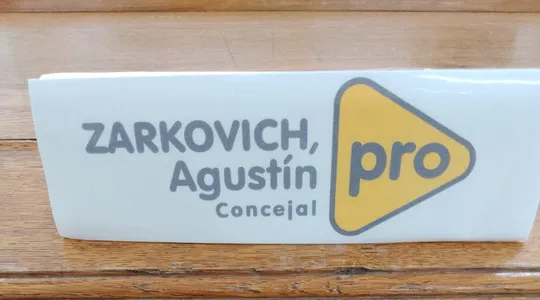 ZARKOVICH,
Agustín
Concejal
pro